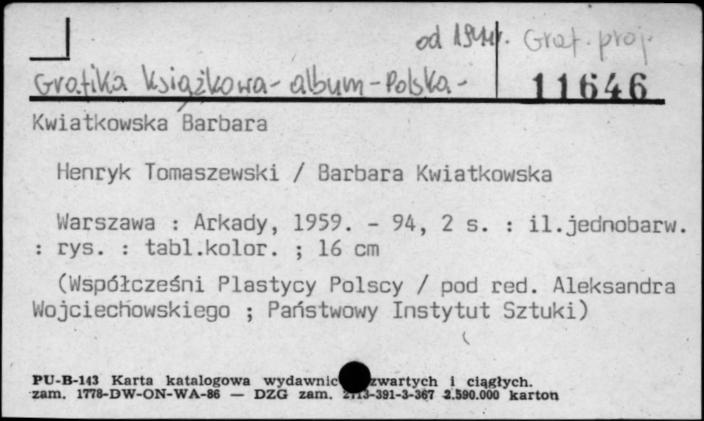 od 1944r. Graf. proj.
Grafika książkowa - album - Polska -
11646
Kwiatkowska Barbara
Henryk Tomaszewski / Barbara Kwiatkowska
Warszawa : Arkady, 1959. - 94, 2 s. : il.jednobarw.
: rys. : tabl.kolor. ; 16 cm
(Współcześni Plastycy Polscy / pod red. Aleksandra
Wojciechowskiego ; Państwowy Instytut Sztuki)
PU-B-143 Karta katalogowa wydawnic zwartych i ciągłych.
zam. 1778-DW-ON-WA-86 — DZG zam. 2113-391-3-367 2.590.000 karton